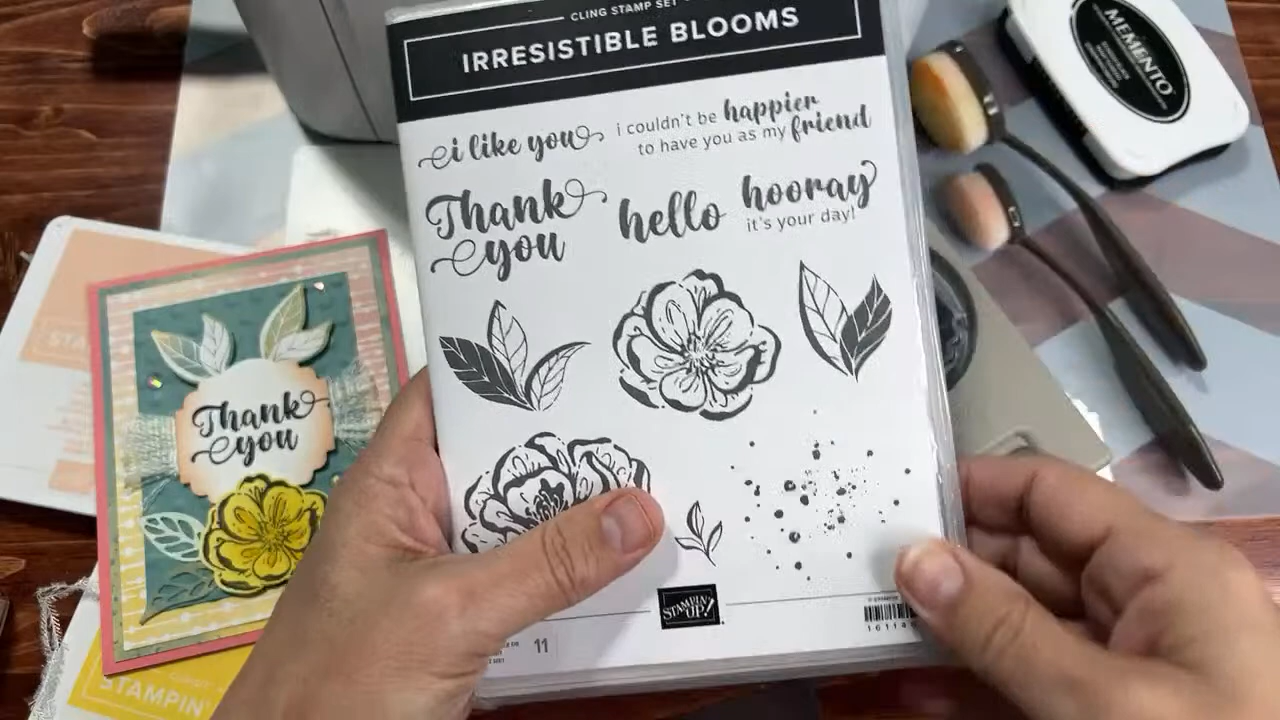 CLING STAMP SET
IRRESISTIBLE BLOOMS
i like you
i couldn't be happier
to have you as my friend
Thank
you
hello
hooray
it's your day!
STAMPIN'
UP!
11
MEMENTO
Thank
you
STAMPIN'